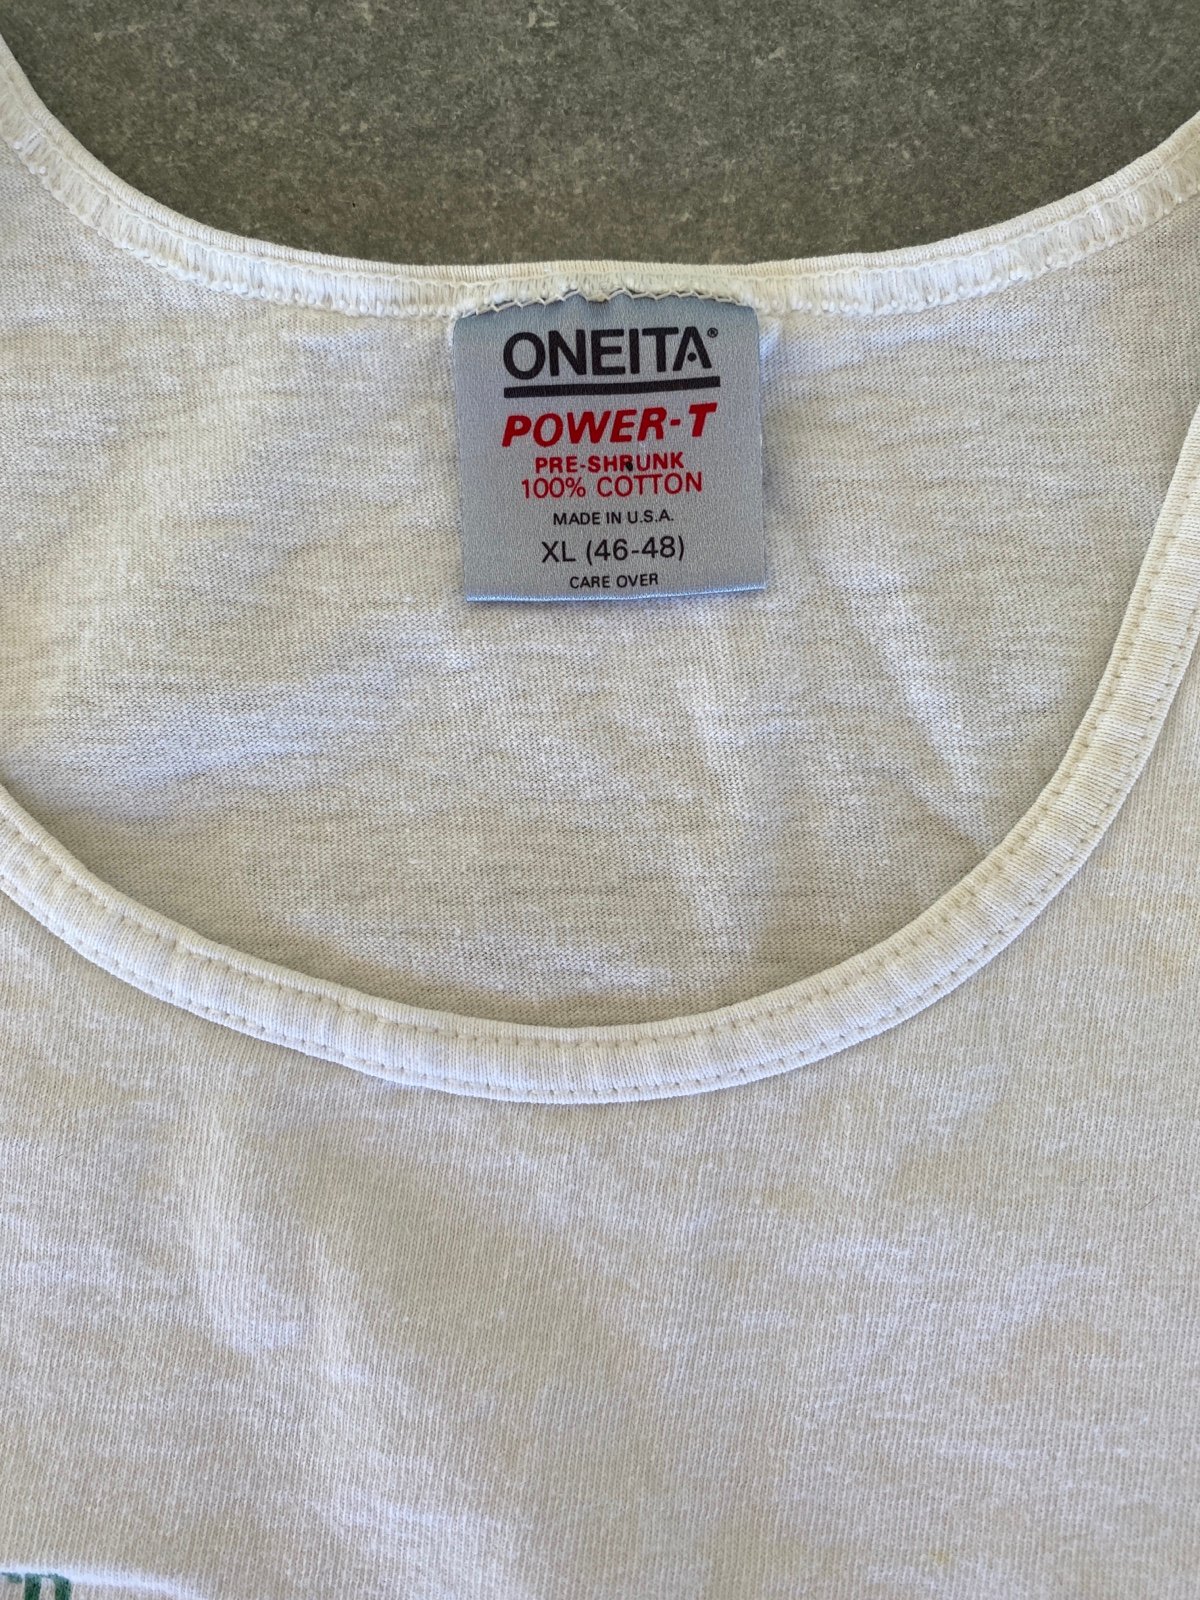 ONEITA®
POWER-T
PRE-SHRUNK
100% COTTON
MADE IN U.S.A.
XL (46-48)
CARE OVER